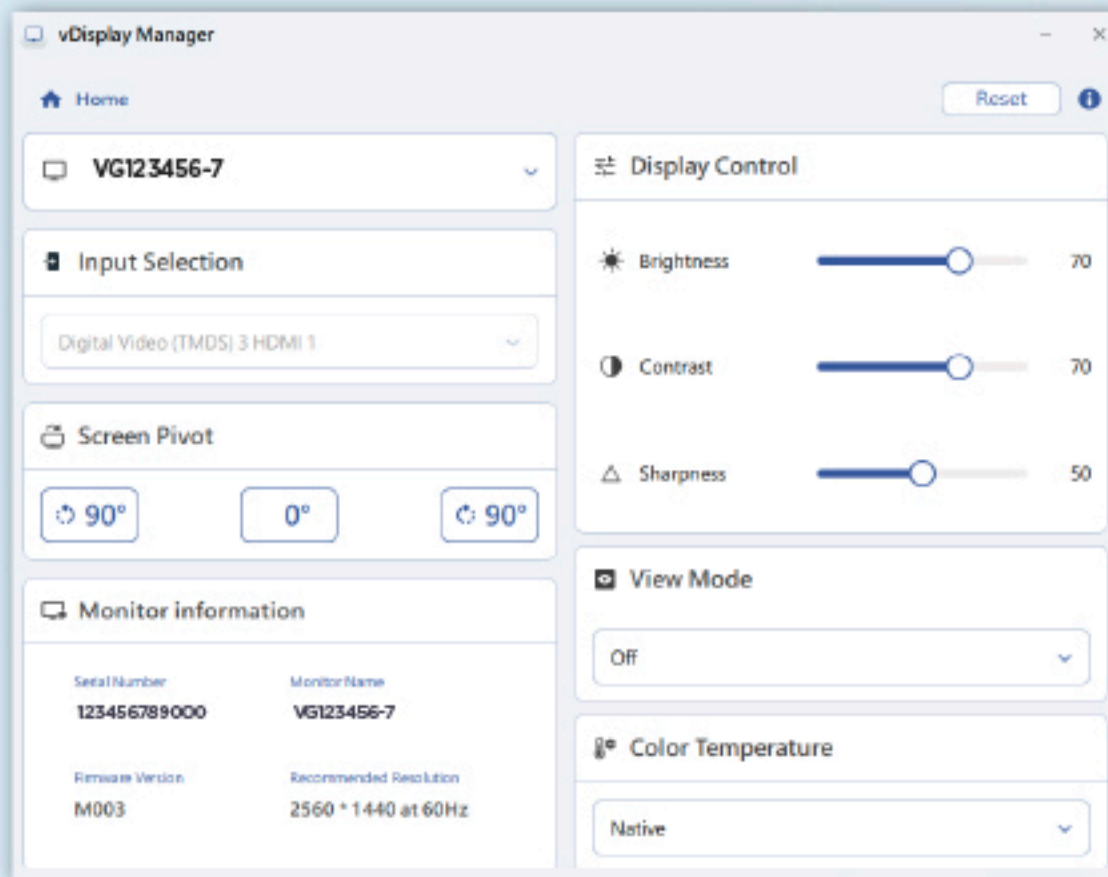 vDisplay Manager
Home
Reset
VG123456-7
Input Selection
Digital Video (TMDS) 3 HDMI 1
Screen Pivot
90°
0°
90°
Monitor information
Serial Number
Monitor Name
123456789000
VG123456-7
Firmware Version
Recommended Resolution
M003
2560 * 1440 at 60Hz
Display Control
Brightness
70
Contrast
70
Sharpness
50
View Mode
Off
Color Temperature
Native